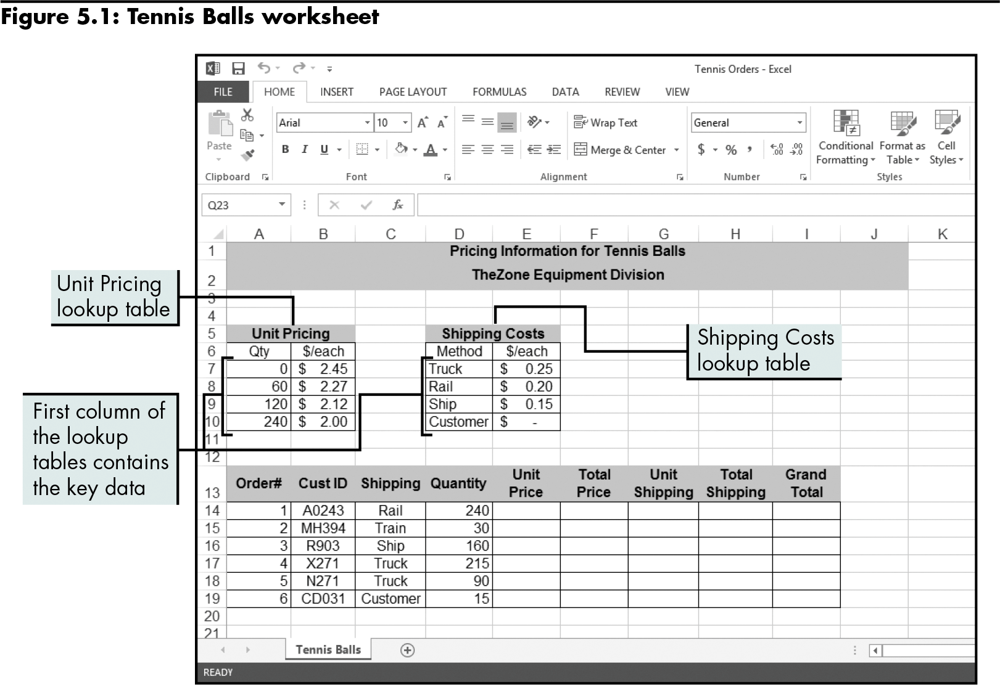 Figure 5.1: Tennis Balls worksheet
Tennis Orders - Excel
FILE HOME INSERT PAGE LAYOUT FORMULAS DATA REVIEW VIEW
Arial 10 Wrap Text General
Paste
B I U Merge & Center $ % , Conditional Formatting Format as Table Cell Styles
Clipboard Font Alignment Number Styles
Q23 fx
A B C D E F G H I J K
1 Pricing Information for Tennis Balls
2 TheZone Equipment Division
Unit Pricing
lookup table
3
4
5 Unit Pricing Shipping Costs
Shipping Costs
lookup table
6 Qty $/each Method $/each
7 0 $ 2.45 Truck $ 0.25
8 60 $ 2.27 Rail $ 0.20
9 120 $ 2.12 Ship $ 0.15
10 240 $ 2.00 Customer $ -
First column of
the lookup
tables contains
the key data
11
12
13 Order# Cust ID Shipping Quantity Unit Price Total Price Unit Shipping Total Shipping Grand Total
14 1 A0243 Rail 240
15 2 MH394 Train 30
16 3 R903 Ship 160
17 4 X271 Truck 215
18 5 N271 Truck 90
19 6 CD031 Customer 15
20
21
Tennis Balls
READY